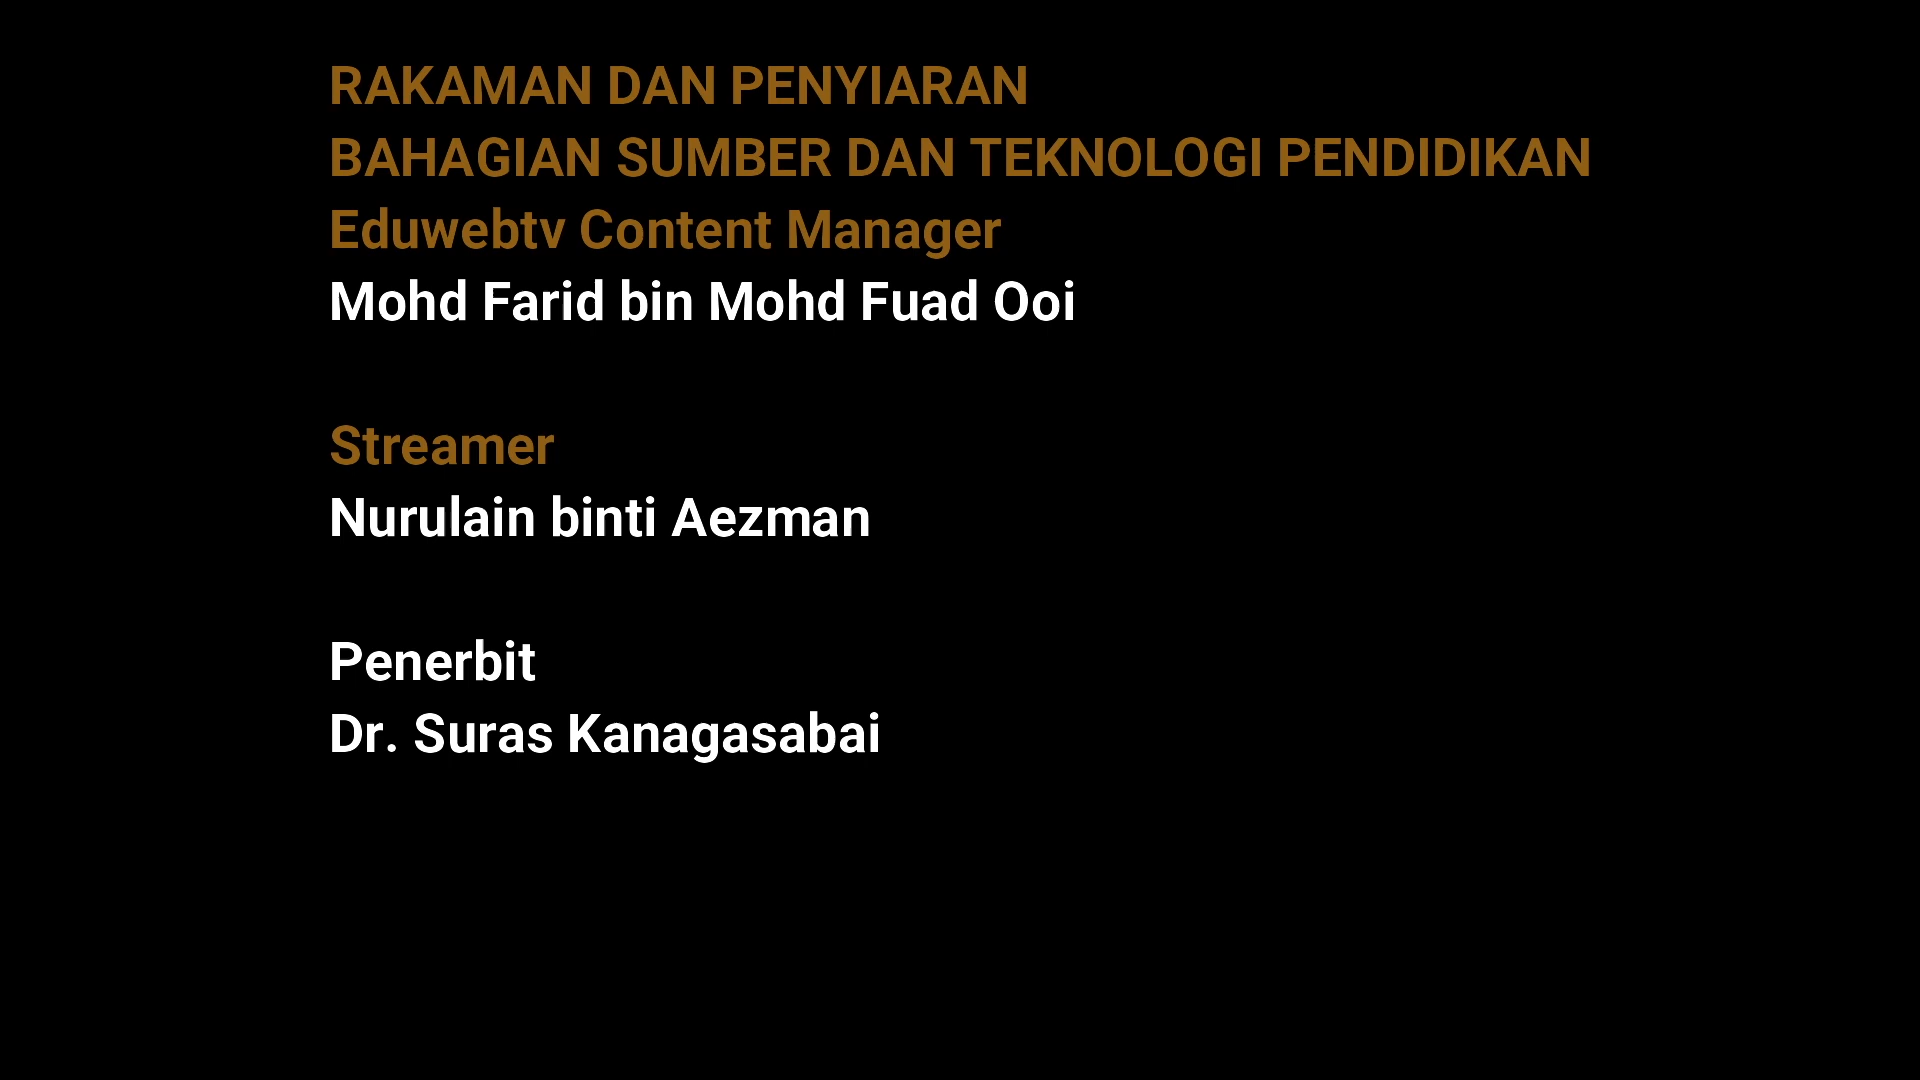 RAKAMAN DAN PENYIARAN
BAHAGIAN SUMBER DAN TEKNOLOGI PENDIDIKAN
Eduwebtv Content Manager
Mohd Farid bin Mohd Fuad Ooi
Streamer
Nurulain binti Aezman
Penerbit
Dr. Suras Kanagasabai